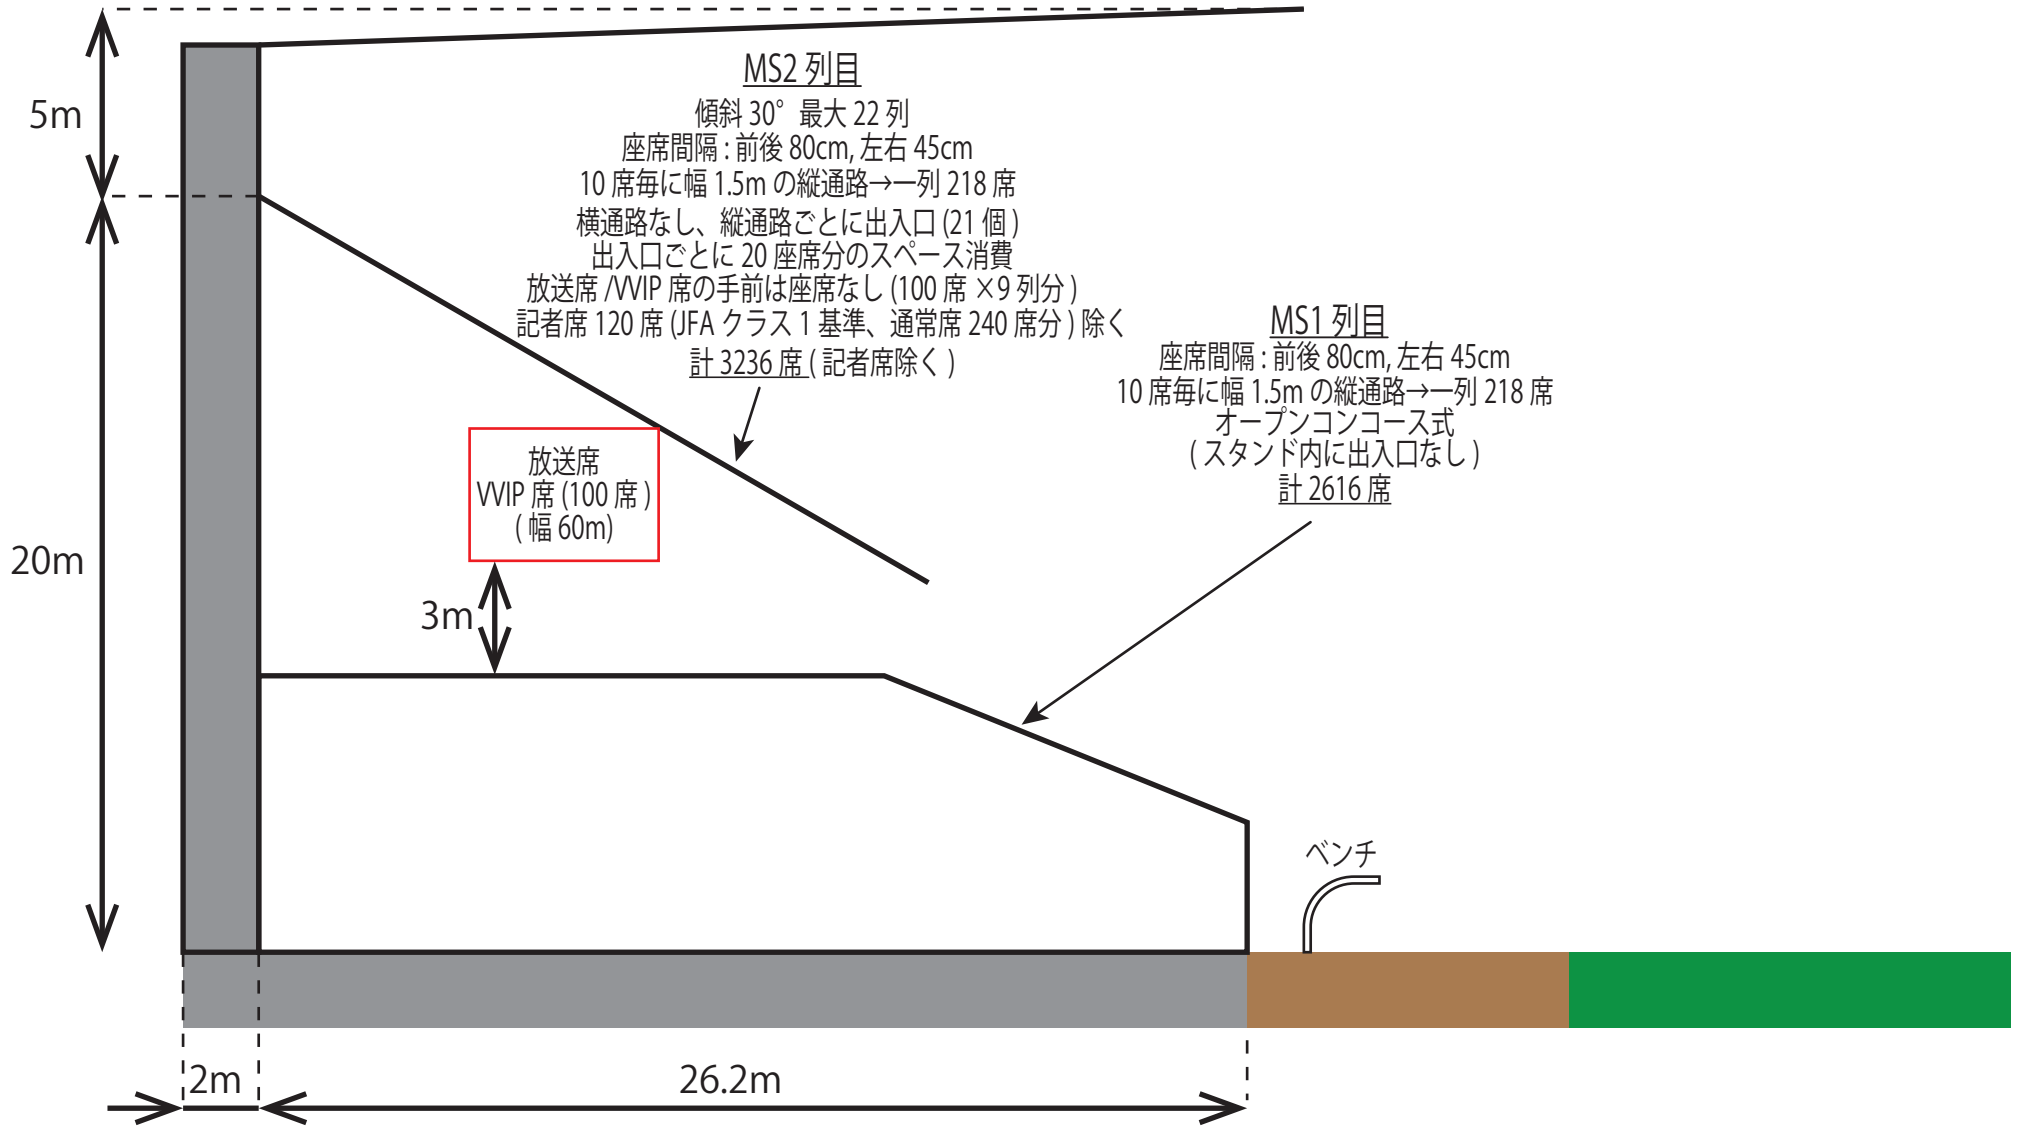 5m
20m
MS2 列目
傾斜 30° 最大 22 列
座席間隔 : 前後 80cm, 左右 45cm
10 席毎に幅 1.5m の縦通路→一列 218 席
横通路なし、縦通路ごとに出入口 (21 個 )
出入口ごとに 20 座席分のスペース消費
放送席 /VVIP 席の手前は座席なし (100 席 ×9 列分 )
記者席 120 席 (JFA クラス 1 基準、通常席 240 席分 ) 除く
計 3236 席 ( 記者席除く )
MS1 列目
座席間隔 : 前後 80cm, 左右 45cm
10 席毎に幅 1.5m の縦通路→一列 218 席
オープンコンコース式
( スタンド内に出入口なし )
計 2616 席
放送席
VVIP 席 (100 席 )
( 幅 60m)
3m
ベンチ
2m
26.2m